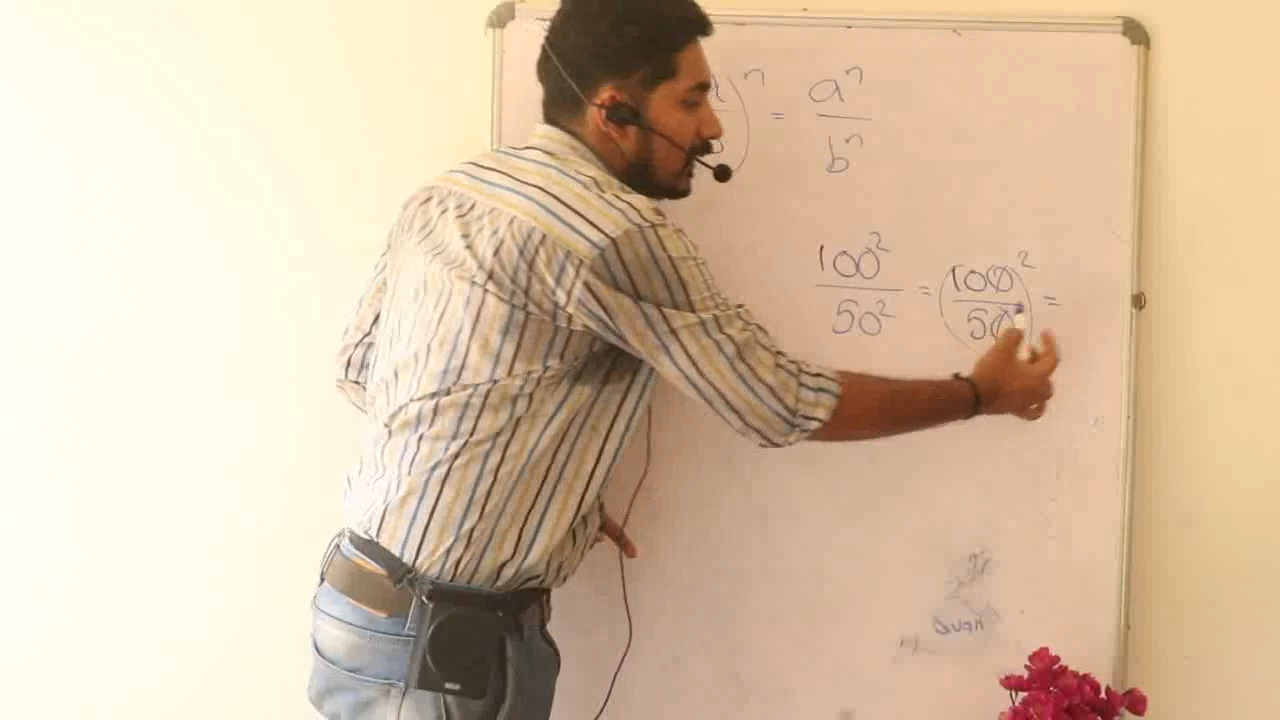 )ⁿ = aⁿ / bⁿ
100² / 50² = (100 / 50)² =